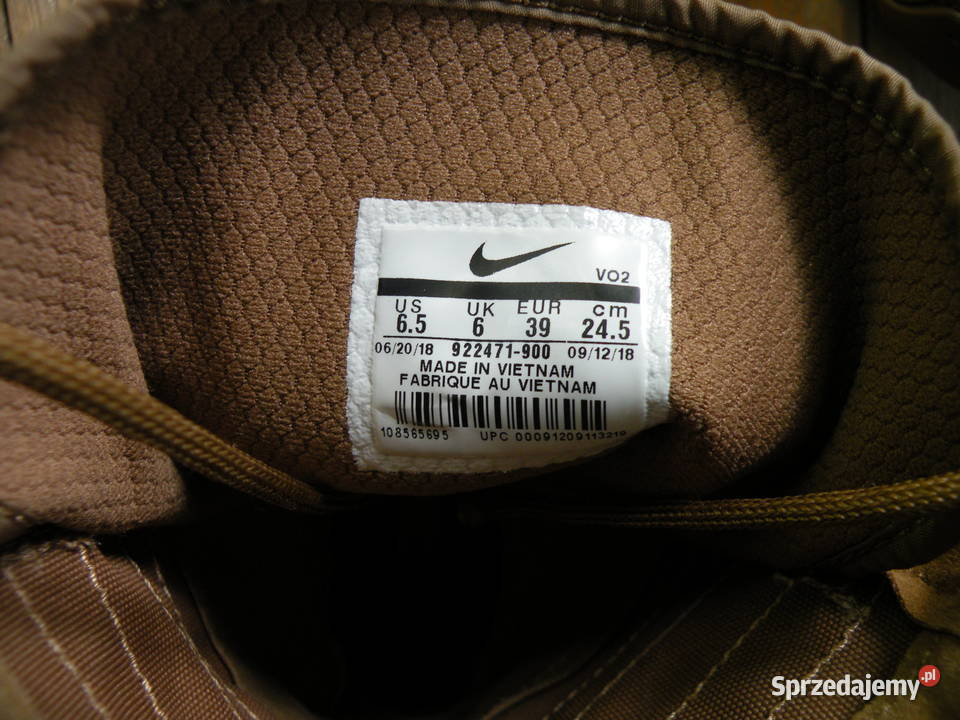 VO2
US UK EUR cm
6.5 6 39 24.5
06/20/18 922471-900 09/12/18
MADE IN VIETNAM
FABRIQUE AU VIETNAM
108565695 UPC 00091209113219
Sprzedajemy.pl